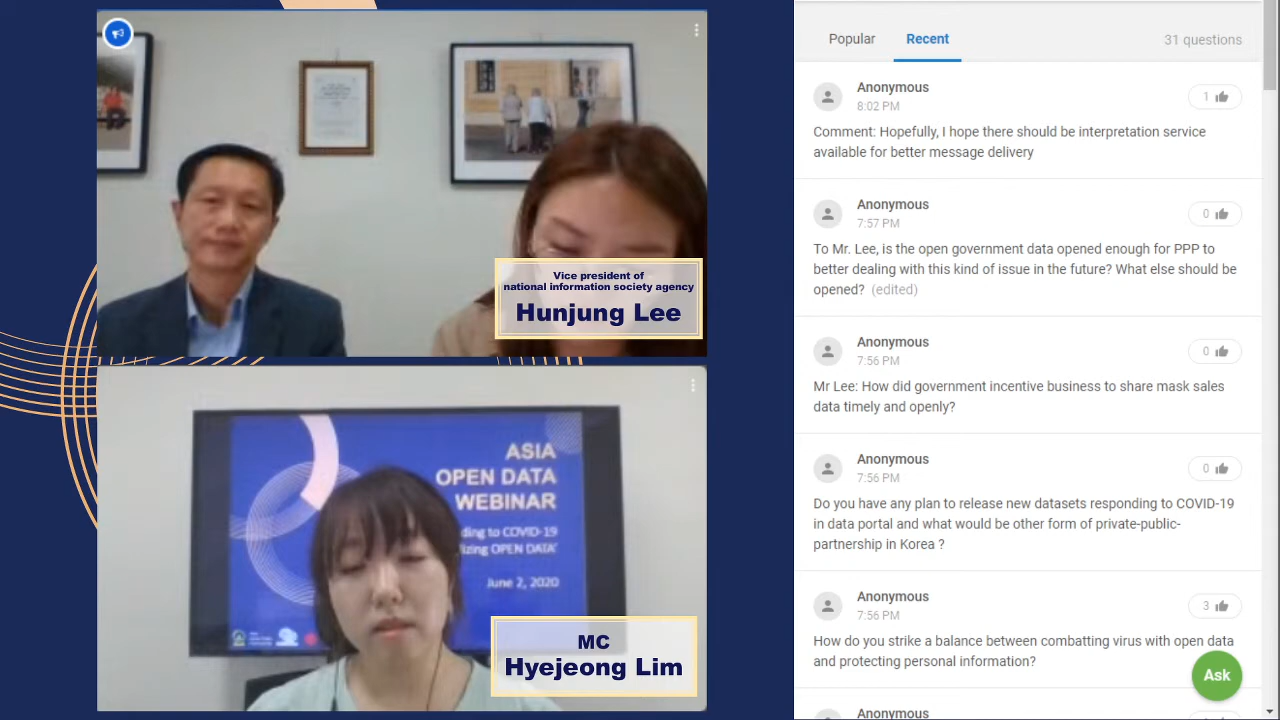 Vice president of
national information society agency
Hunjung Lee
ASIA
OPEN DATA
WEBINAR
ding to COVID-19
izing OPEN DATA'
June 2, 2020
MC
Hyejeong Lim
Popular
Recent
31 questions
Anonymous
8:02 PM
1
Comment: Hopefully, I hope there should be interpretation service
available for better message delivery
Anonymous
7:57 PM
0
To Mr. Lee, is the open government data opened enough for PPP to
better dealing with this kind of issue in the future? What else should be
opened? (edited)
Anonymous
7:56 PM
0
Mr Lee: How did government incentive business to share mask sales
data timely and openly?
Anonymous
7:56 PM
0
Do you have any plan to release new datasets responding to COVID-19
in data portal and what would be other form of private-public-
partnership in Korea ?
Anonymous
7:56 PM
3
How do you strike a balance between combatting virus with open data
and protecting personal information?
Ask
Anonymous